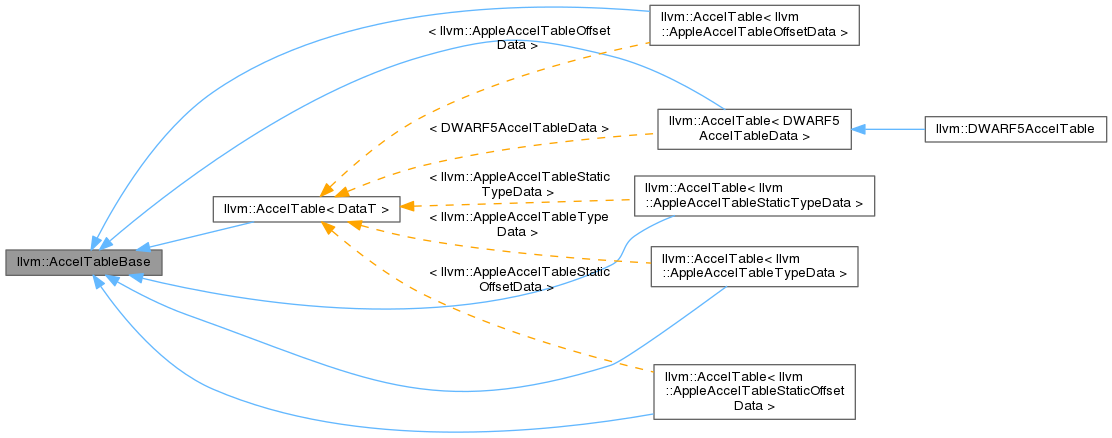 llvm::AccelTableBase
llvm::AccelTable< DataT >
< llvm::AppleAccelTableOffset
Data >
< DWARF5AccelTableData >
< llvm::AppleAccelTableStatic
TypeData >
< llvm::AppleAccelTableType
Data >
< llvm::AppleAccelTableStatic
OffsetData >
llvm::AccelTable< llvm
::AppleAccelTableOffsetData >
llvm::AccelTable< DWARF5
AccelTableData >
llvm::DWARF5AccelTable
llvm::AccelTable< llvm
::AppleAccelTableStaticTypeData >
llvm::AccelTable< llvm
::AppleAccelTableTypeData >
llvm::AccelTable< llvm
::AppleAccelTableStaticOffset
Data >